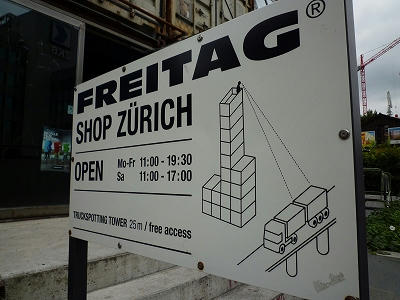 FREITAG®
SHOP ZÜRICH
OPEN Mo-Fr 11:00 - 19:30
Sa 11:00 - 17:00
TRUCKSPOTTING TOWER 25 m / free access